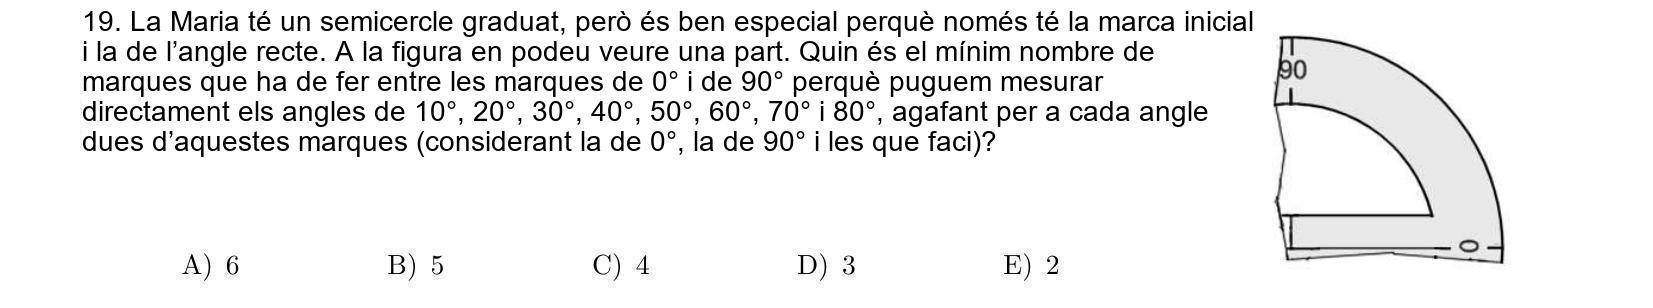 19. La Maria té un semicercle graduat, però és ben especial perquè només té la marca inicial
i la de l’angle recte. A la figura en podeu veure una part. Quin és el mínim nombre de
marques que ha de fer entre les marques de 0° i de 90° perquè puguem mesurar
directament els angles de 10°, 20°, 30°, 40°, 50°, 60°, 70° i 80°, agafant per a cada angle
dues d’aquestes marques (considerant la de 0°, la de 90° i les que faci)?
90
0
A) 6 B) 5 C) 4 D) 3 E) 2